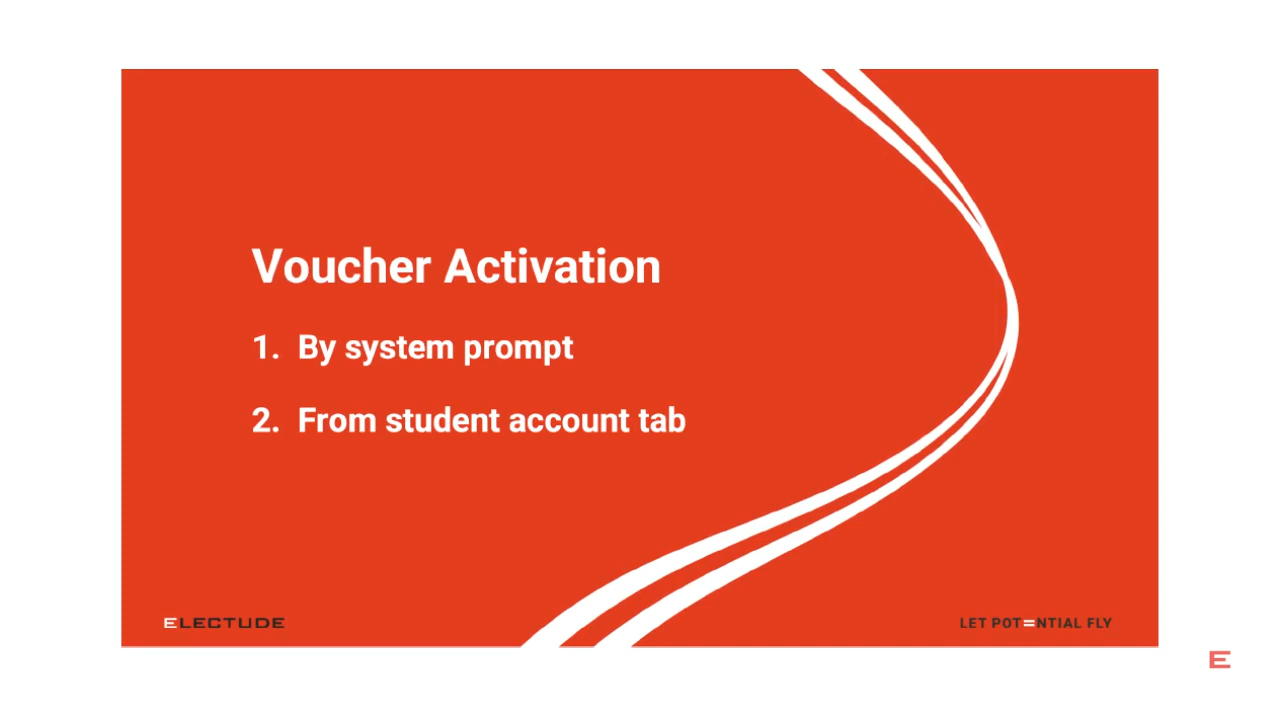 Voucher Activation
1. By system prompt
2. From student account tab
ELECTUDE
LET POTENTIAL FLY
E